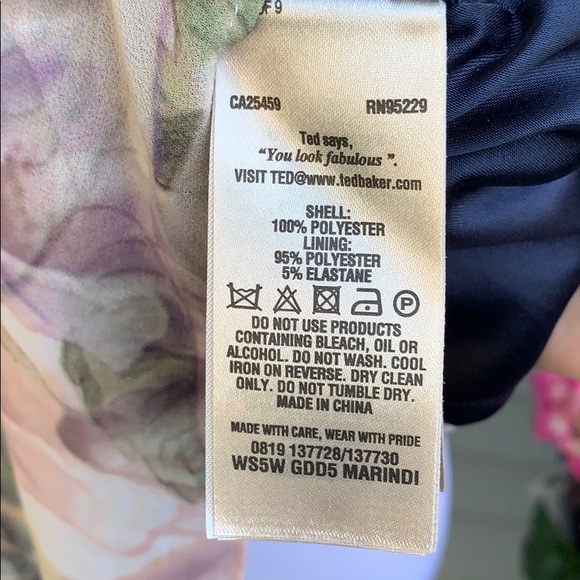 F9
CA25459 RN95229
Ted says,
"You look fabulous ".
VISIT TED@www.tedbaker.com
SHELL:
100% POLYESTER
LINING:
95% POLYESTER
5% ELASTANE
P
DO NOT USE PRODUCTS
CONTAINING BLEACH, OIL OR
ALCOHOL. DO NOT WASH. COOL
IRON ON REVERSE. DRY CLEAN
ONLY. DO NOT TUMBLE DRY.
MADE IN CHINA
MADE WITH CARE, WEAR WITH PRIDE
0819 137728/137730
WS5W GDD5 MARINDI